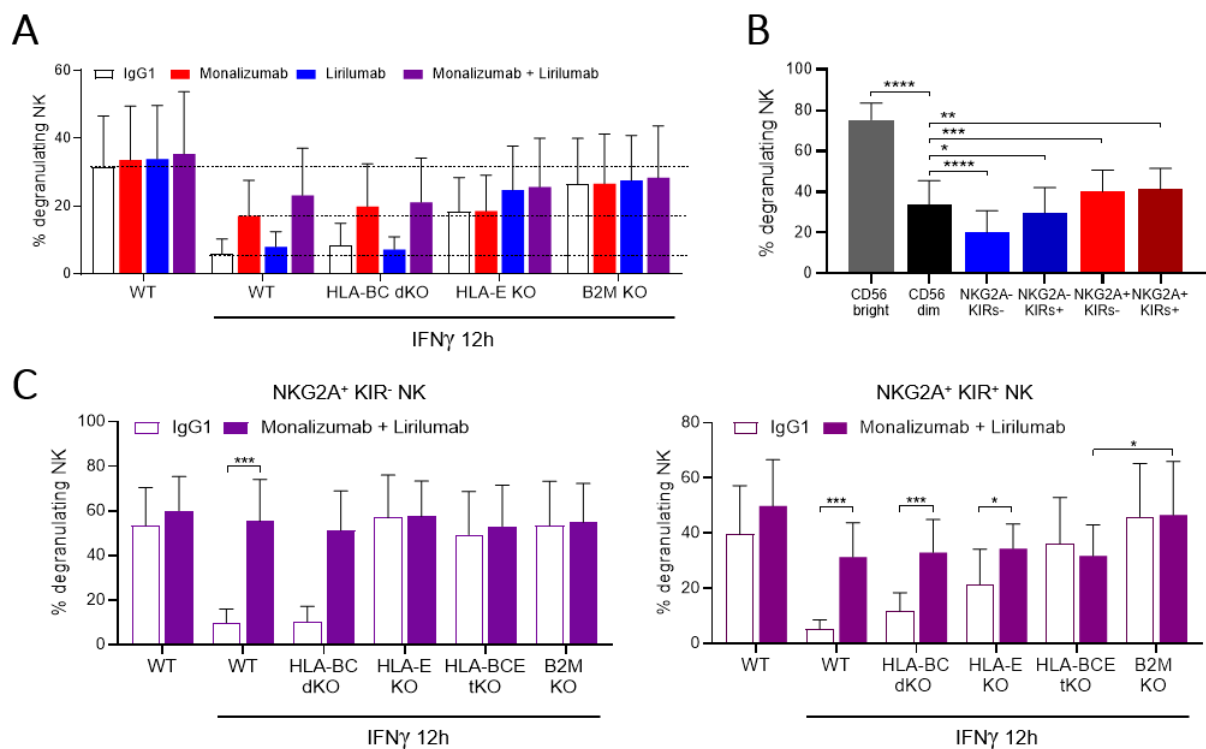 A
IgG1 Monalizumab Lirilumab Monalizumab + Lirilumab
% degranulating NK
60
40
20
0
WT WT HLA-BC dKO HLA-E KO B2M KO
IFNγ 12h
B
% degranulating NK
100
80
60
40
20
0
****
**
***
*
****
CD56 CD56 NKG2A- NKG2A- NKG2A+ NKG2A+
bright dim KIRs- KIRs+ KIRs- KIRs+
C
NKG2A+ KIR- NK
IgG1 Monalizumab + Lirilumab
% degranulating NK
100
80
60
40
20
0
***
WT WT HLA-BC HLA-E HLA-BCE B2M
dKO KO tKO KO
IFNγ 12h
NKG2A+ KIR+ NK
IgG1 Monalizumab + Lirilumab
% degranulating NK
80
60
40
20
0
*** *** * *
WT WT HLA-BC HLA-E HLA-BCE B2M
dKO KO tKO KO
IFNγ 12h